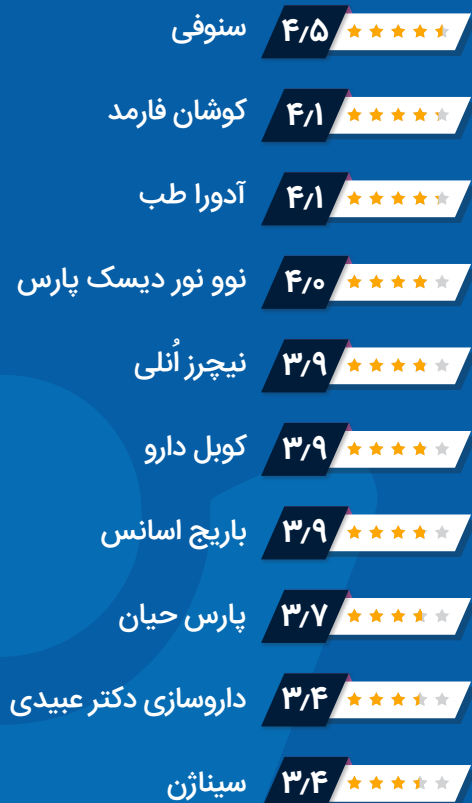 سنوفی ۴٫۵
کوشان فارمد ۴٫۱
آدورا طب ۴٫۱
نوو نور دیسک پارس ۴٫۰
نیچرز اُنلی ۳٫۹
کوبل دارو ۳٫۹
باریج اسانس ۳٫۹
پارس حیان ۳٫۷
داروسازی دکتر عبیدی ۳٫۴
سیناژن ۳٫۴